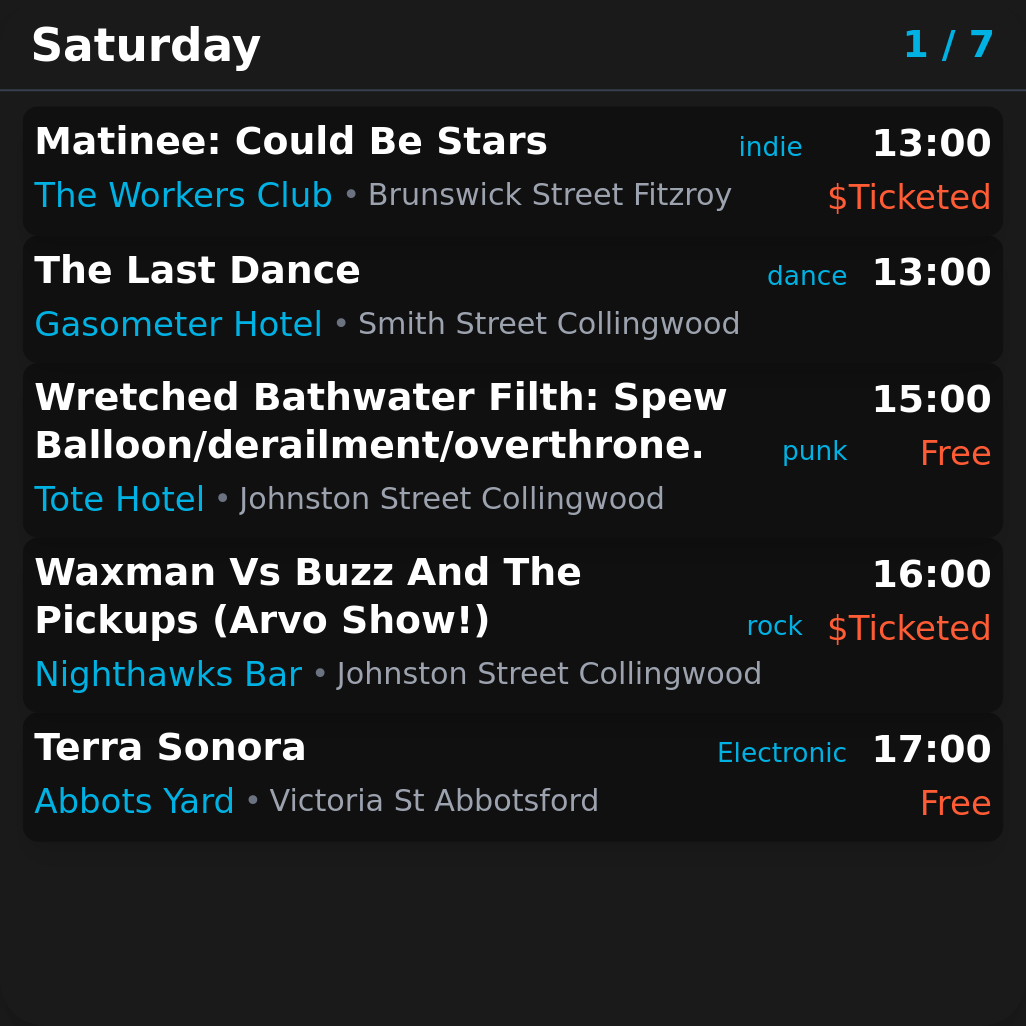 Saturday 1 / 7
Matinee: Could Be Stars indie 13:00
The Workers Club • Brunswick Street Fitzroy $Ticketed
The Last Dance dance 13:00
Gasometer Hotel • Smith Street Collingwood
Wretched Bathwater Filth: Spew 15:00
Balloon/derailment/overthrone. punk Free
Tote Hotel • Johnston Street Collingwood
Waxman Vs Buzz And The 16:00
Pickups (Arvo Show!) rock $Ticketed
Nighthawks Bar • Johnston Street Collingwood
Terra Sonora Electronic 17:00
Abbots Yard • Victoria St Abbotsford Free